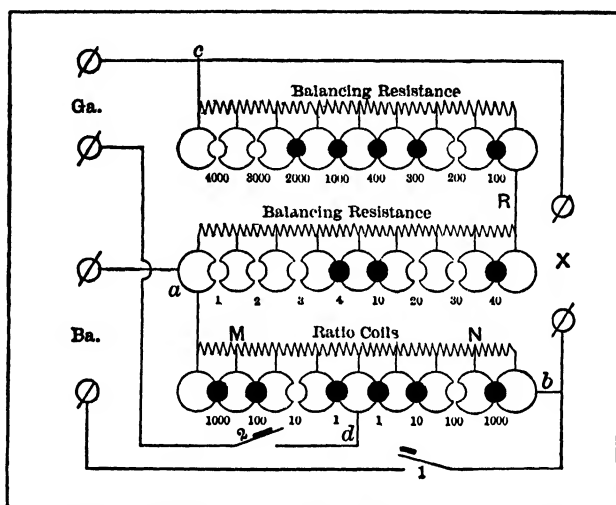 c
Balancing Resistance
Ga.
4000 3000 2000 1000 400 300 200 100
R
Balancing Resistance
X
a
1 2 3 4 10 20 30 40
Ba.
M Ratio Coils N
b
1000 100 10 1 1 10 100 1000
2 d
1